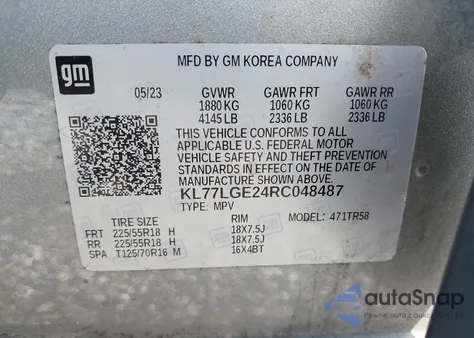 gm
MFD BY GM KOREA COMPANY
05/23 GVWR GAWR FRT GAWR RR
1880 KG 1060 KG 1060 KG
4145 LB 2336 LB 2336 LB
THIS VEHICLE CONFORMS TO ALL
APPLICABLE U.S. FEDERAL MOTOR
VEHICLE SAFETY AND THEFT PREVENTION
STANDARDS IN EFFECT ON THE DATE OF
MANUFACTURE SHOWN ABOVE.
KL77LGE24RC048487
TYPE: MPV MODEL: 471TR58
TIRE SIZE RIM
FRT 225/55R18 H 18X7.5J
RR 225/55R18 H 18X7.5J
SPA T125/70R16 M 16X4BT
autaSnap
Pewne auta